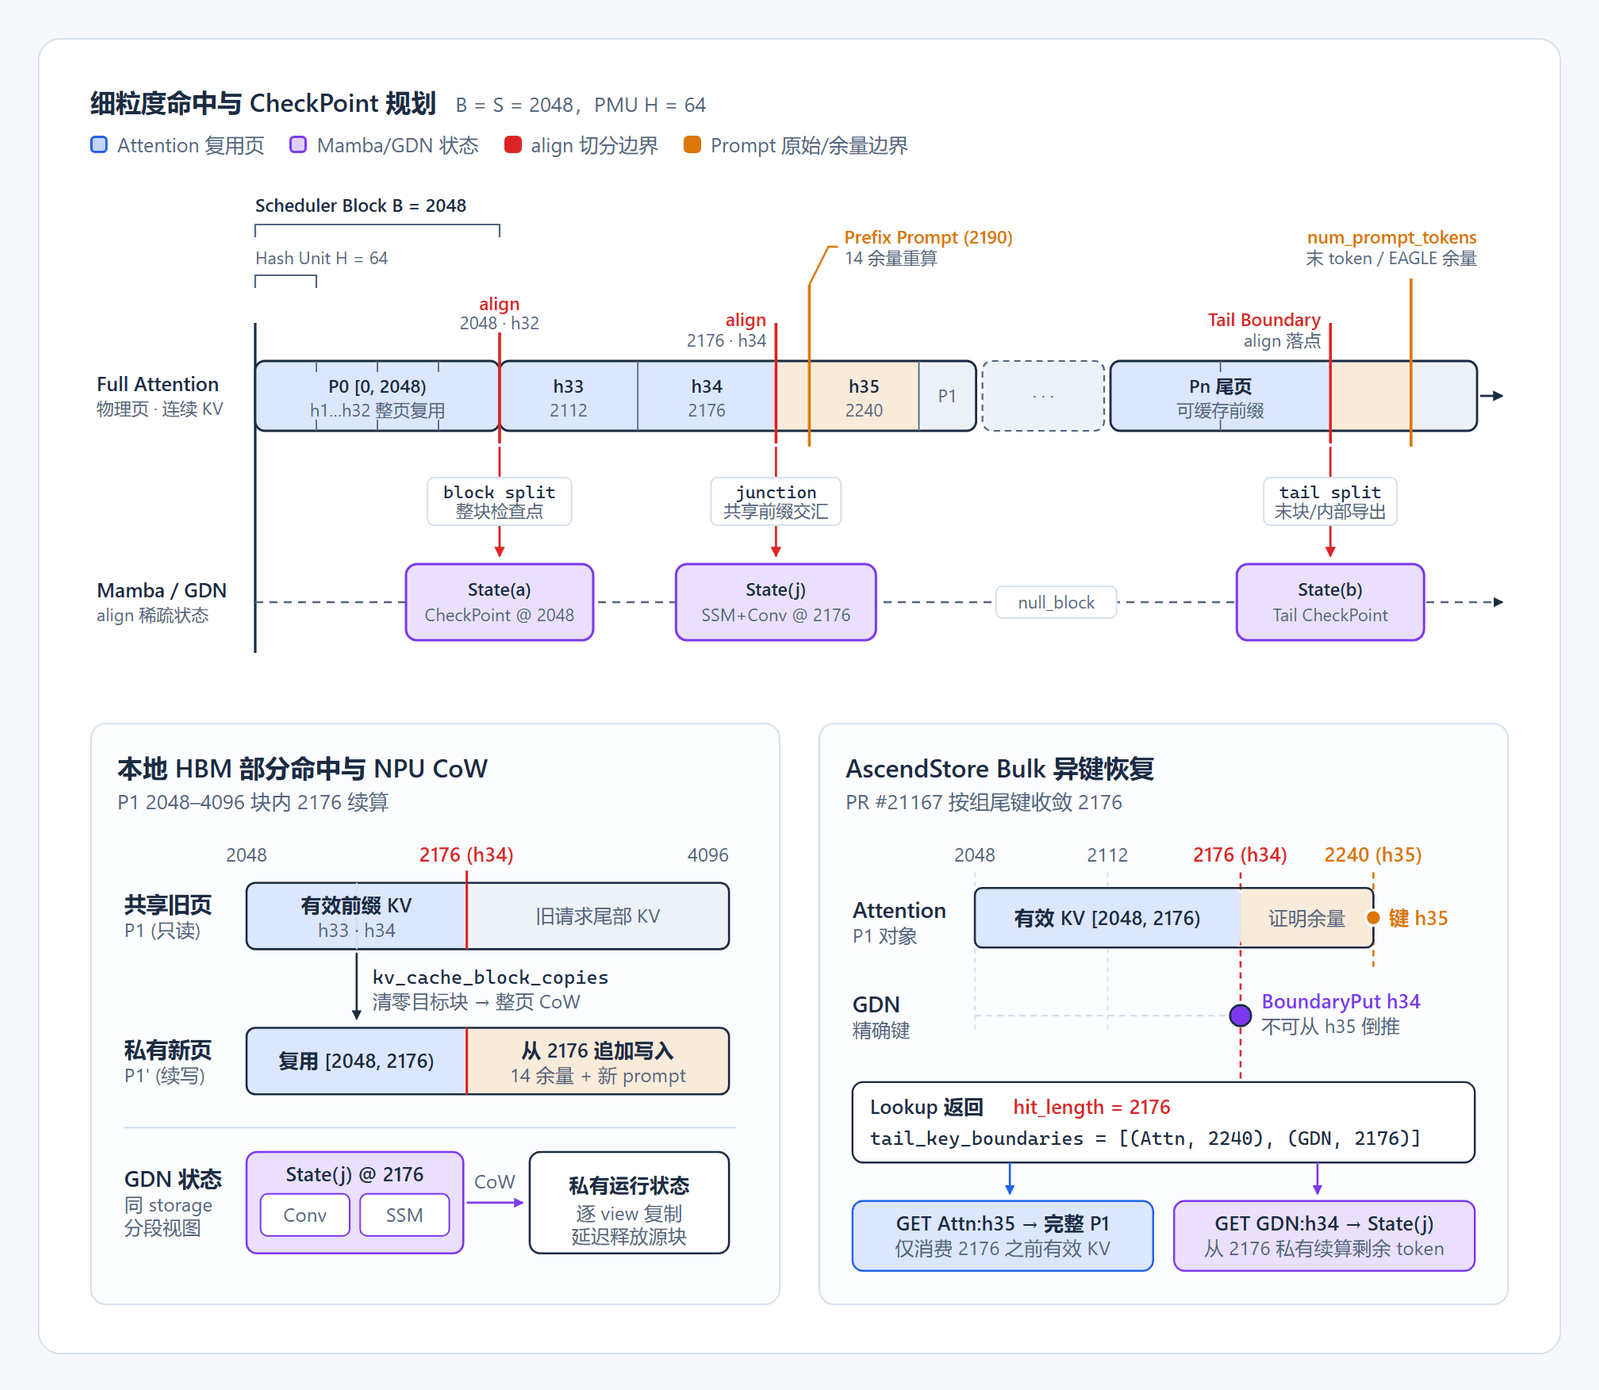 细粒度命中与 CheckPoint 规划 B = S = 2048，PMU H = 64
Attention 复用页 Mamba/GDN 状态 align 切分边界 Prompt 原始/余量边界
Scheduler Block B = 2048
Hash Unit H = 64
align
2048 · h32
align
2176 · h34
Prefix Prompt (2190)
14 余量重算
Tail Boundary
align 落点
num_prompt_tokens
末 token / EAGLE 余量
Full Attention
物理页 · 连续 KV
P0 [0, 2048)
h1...h32 整页复用
h33
2112
h34
2176
h35
2240
P1
· · ·
Pn 尾页
可缓存前缀
block split
整块检查点
junction
共享前缀交汇
tail split
末块/内部导出
Mamba / GDN
align 稀疏状态
State(a)
CheckPoint @ 2048
State(j)
SSM+Conv @ 2176
null_block
State(b)
Tail CheckPoint
本地 HBM 部分命中与 NPU CoW
P1 2048–4096 块内 2176 续算
2048 2176 (h34) 4096
共享旧页
P1 (只读)
有效前缀 KV
h33 · h34
旧请求尾部 KV
kv_cache_block_copies
清零目标块 → 整页 CoW
私有新页
P1' (续写)
复用 [2048, 2176)
从 2176 追加写入
14 余量 + 新 prompt
GDN 状态
同 storage
分段视图
State(j) @ 2176
Conv SSM
CoW
私有运行状态
逐 view 复制
延迟释放源块
AscendStore Bulk 异键恢复
PR #21167 按组尾键收敛 2176
2048 2112 2176 (h34) 2240 (h35)
Attention
P1 对象
有效 KV [2048, 2176)
证明余量
键 h35
GDN
精确键
BoundaryPut h34
不可从 h35 倒推
Lookup 返回 hit_length = 2176
tail_key_boundaries = [(Attn, 2240), (GDN, 2176)]
GET Attn:h35 → 完整 P1
仅消费 2176 之前有效 KV
GET GDN:h34 → State(j)
从 2176 私有续算剩余 token